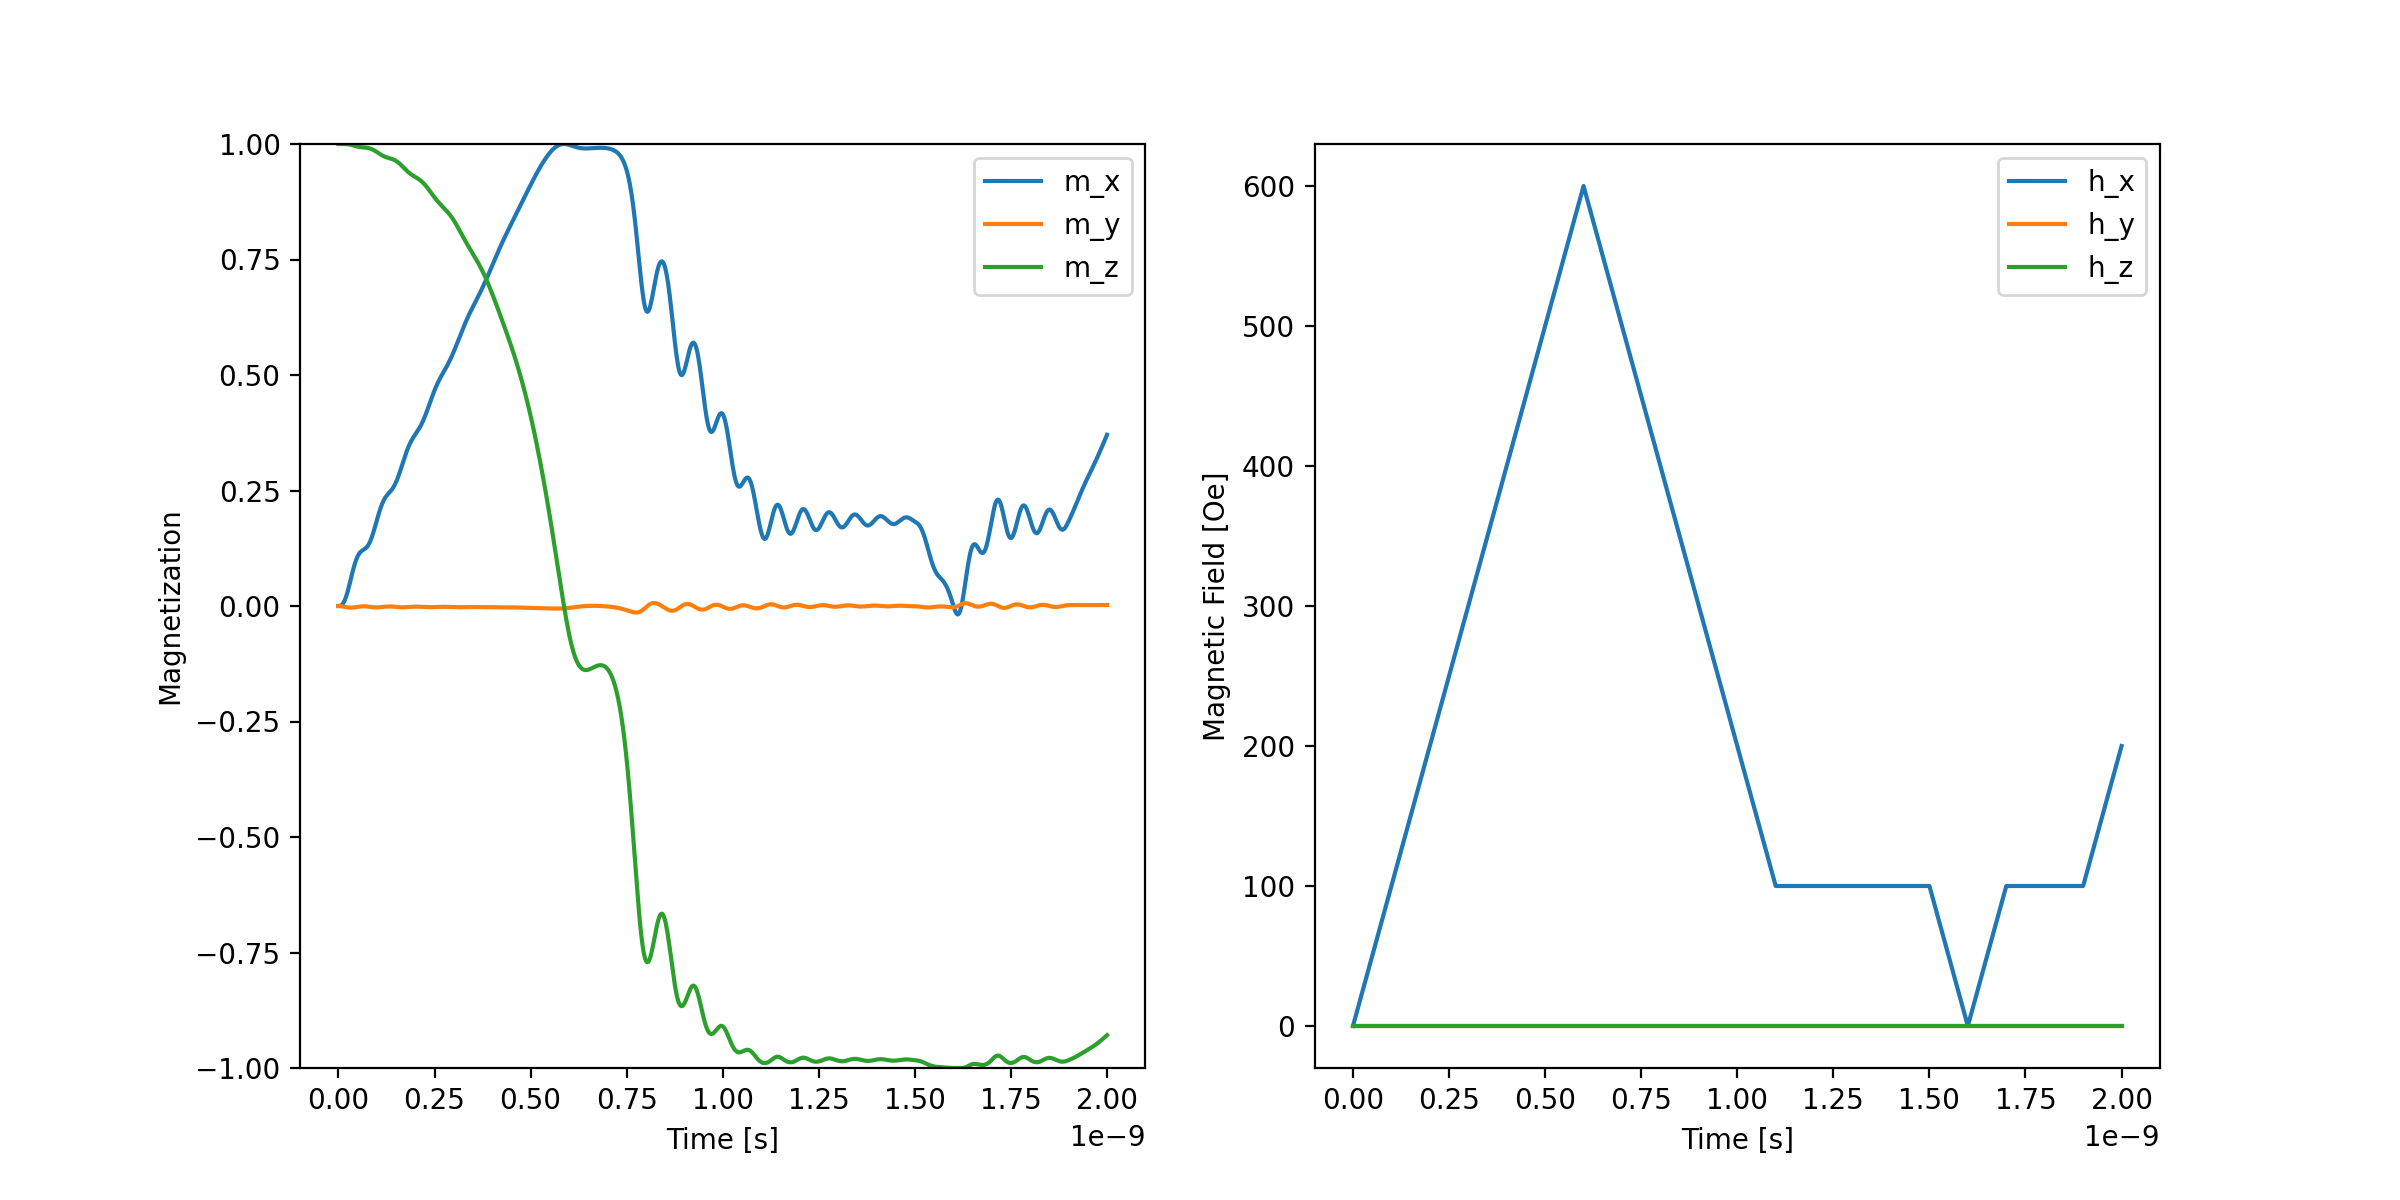 1.00
0.75
0.50
0.25
0.00
−0.25
−0.50
−0.75
−1.00
Magnetization
m_x
m_y
m_z
0.00 0.25 0.50 0.75 1.00 1.25 1.50 1.75 2.00
Time [s]
1e−9
600
500
400
300
200
100
0
Magnetic Field [Oe]
h_x
h_y
h_z
0.00 0.25 0.50 0.75 1.00 1.25 1.50 1.75 2.00
Time [s]
1e−9